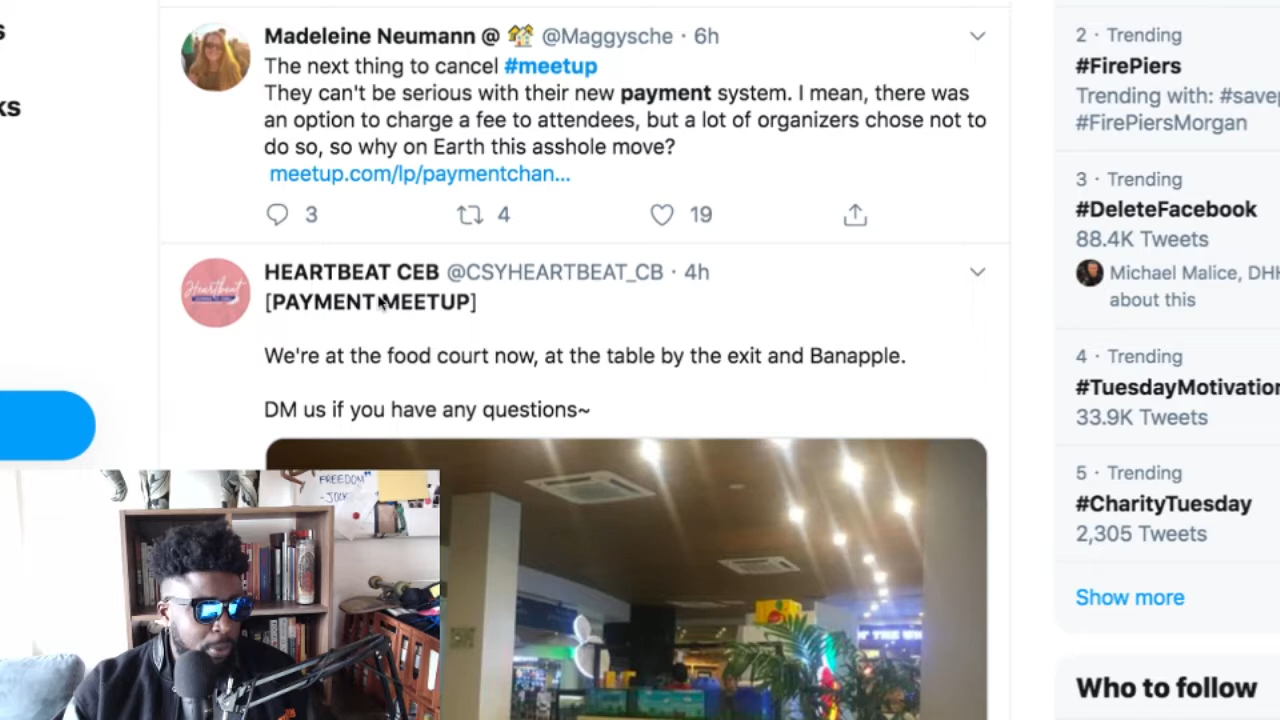 Madeleine Neumann @ 🏘 @Maggysche · 6h
The next thing to cancel #meetup
They can't be serious with their new payment system. I mean, there was
an option to charge a fee to attendees, but a lot of organizers chose not to
do so, so why on Earth this asshole move?
meetup.com/lp/paymentchan...
3 4 19
HEARTBEAT CEB @CSYHEARTBEAT_CB · 4h
[PAYMENT MEETUP]
We're at the food court now, at the table by the exit and Banapple.
DM us if you have any questions~
Heartbeat
FREEDOM"
-JOCK
2 · Trending
#FirePiers
Trending with: #savep
#FirePiersMorgan
3 · Trending
#DeleteFacebook
88.4K Tweets
Michael Malice, DHH
about this
4 · Trending
#TuesdayMotivation
33.9K Tweets
5 · Trending
#CharityTuesday
2,305 Tweets
Show more
Who to follow